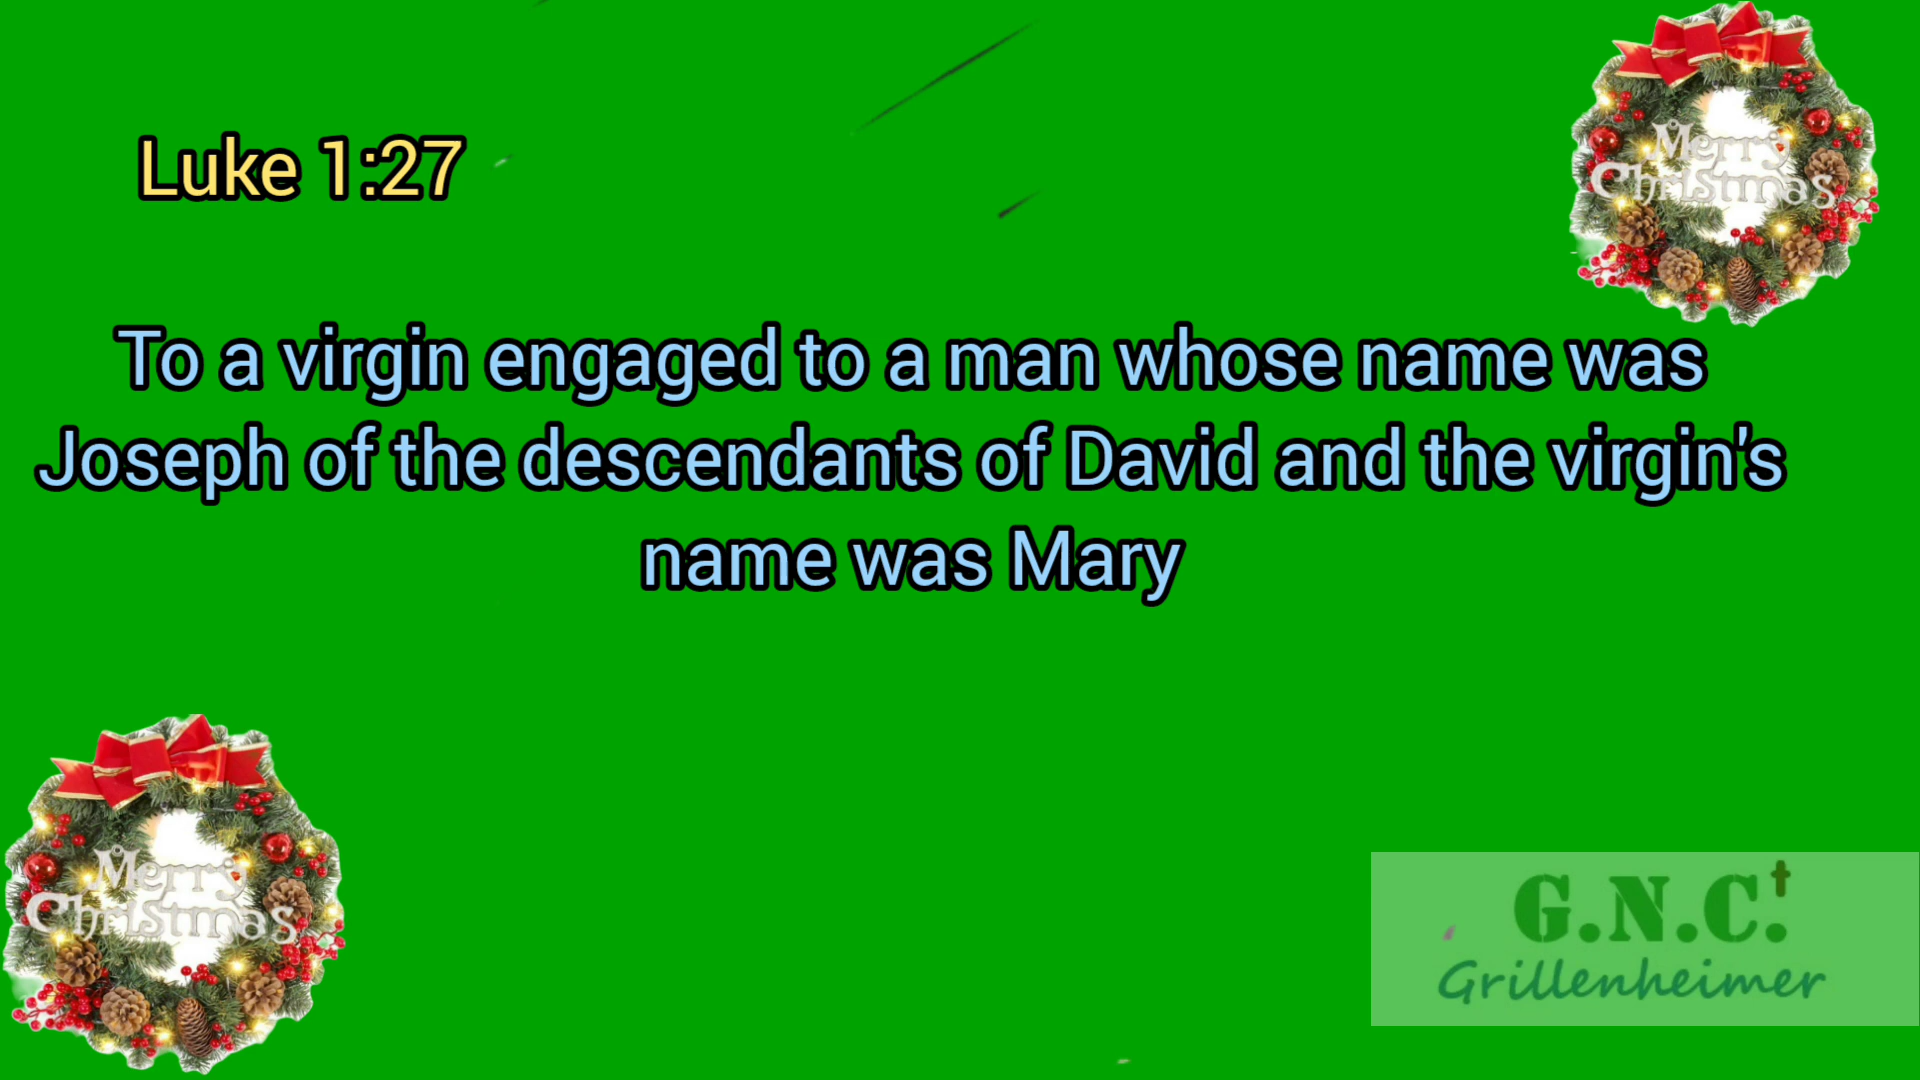 Luke 1:27
Merry
Christmas
To a virgin engaged to a man whose name was
Joseph of the descendants of David and the virgin's
name was Mary
Merry
Christmas
G.N.C.
Grillenheimer